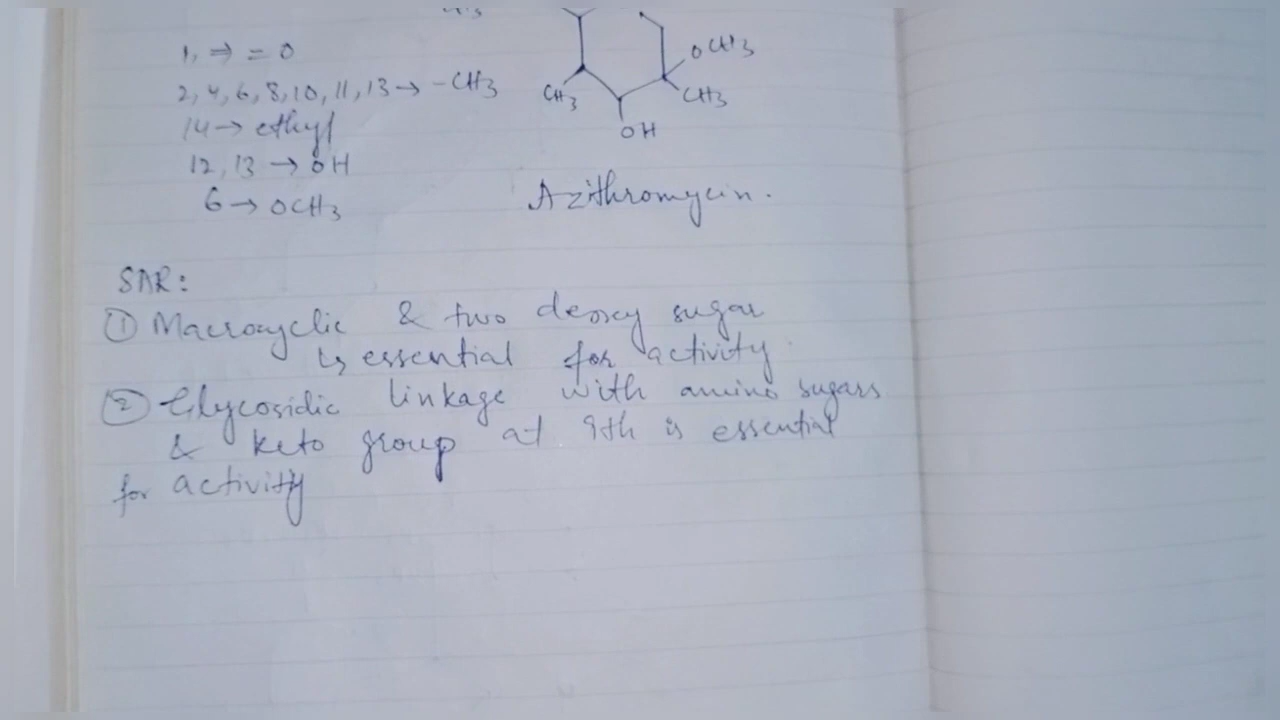 1, → = O
2, 4, 6, 8, 10, 11, 13 → - CH3
14 → ethyl
12, 13 → OH
6 → OCH3
OCH3
CH3
CH3
OH
Azithromycin.
SAR:
① Macrocyclic & two deoxy sugar
↳ essential for activity
② Glycosidic linkage with amino sugars
& keto group at 9th is essential
for activity